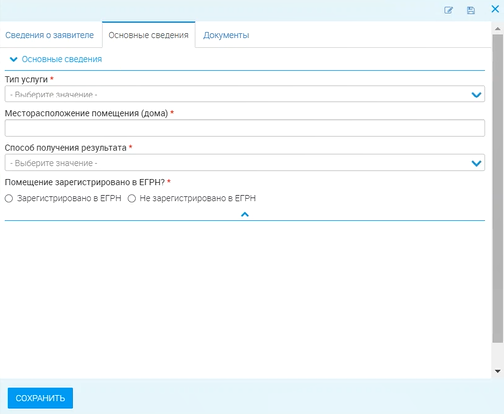 Сведения о заявителе Основные сведения Документы
Основные сведения
Тип услуги *
- Выберите значение -
Месторасположение помещения (дома) *
Способ получения результата *
- Выберите значение -
Помещение зарегистрировано в ЕГРН? *
Зарегистрировано в ЕГРН Не зарегистрировано в ЕГРН
СОХРАНИТЬ